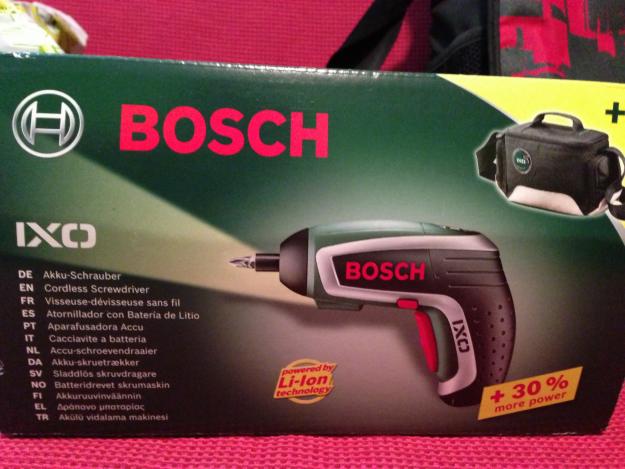 BOSCH
+
IXO
DE Akku-Schrauber
EN Cordless Screwdriver
FR Visseuse-dévisseuse sans fil
ES Atornillador con Batería de Litio
PT Aparafusadora Accu
IT Cacciavite a batteria
NL Accu-schroevendraaier
DA Akku-skruetrækker
SV Sladdlös skruvdragare
NO Batteridrevet skrumaskin
FI Akkuruuvinväännin
EL Δράπανο μπαταρίας
TR Akülü vidalama makinesi
BOSCH
IXO
powered by
Li-Ion
technology
+ 30 %
more power